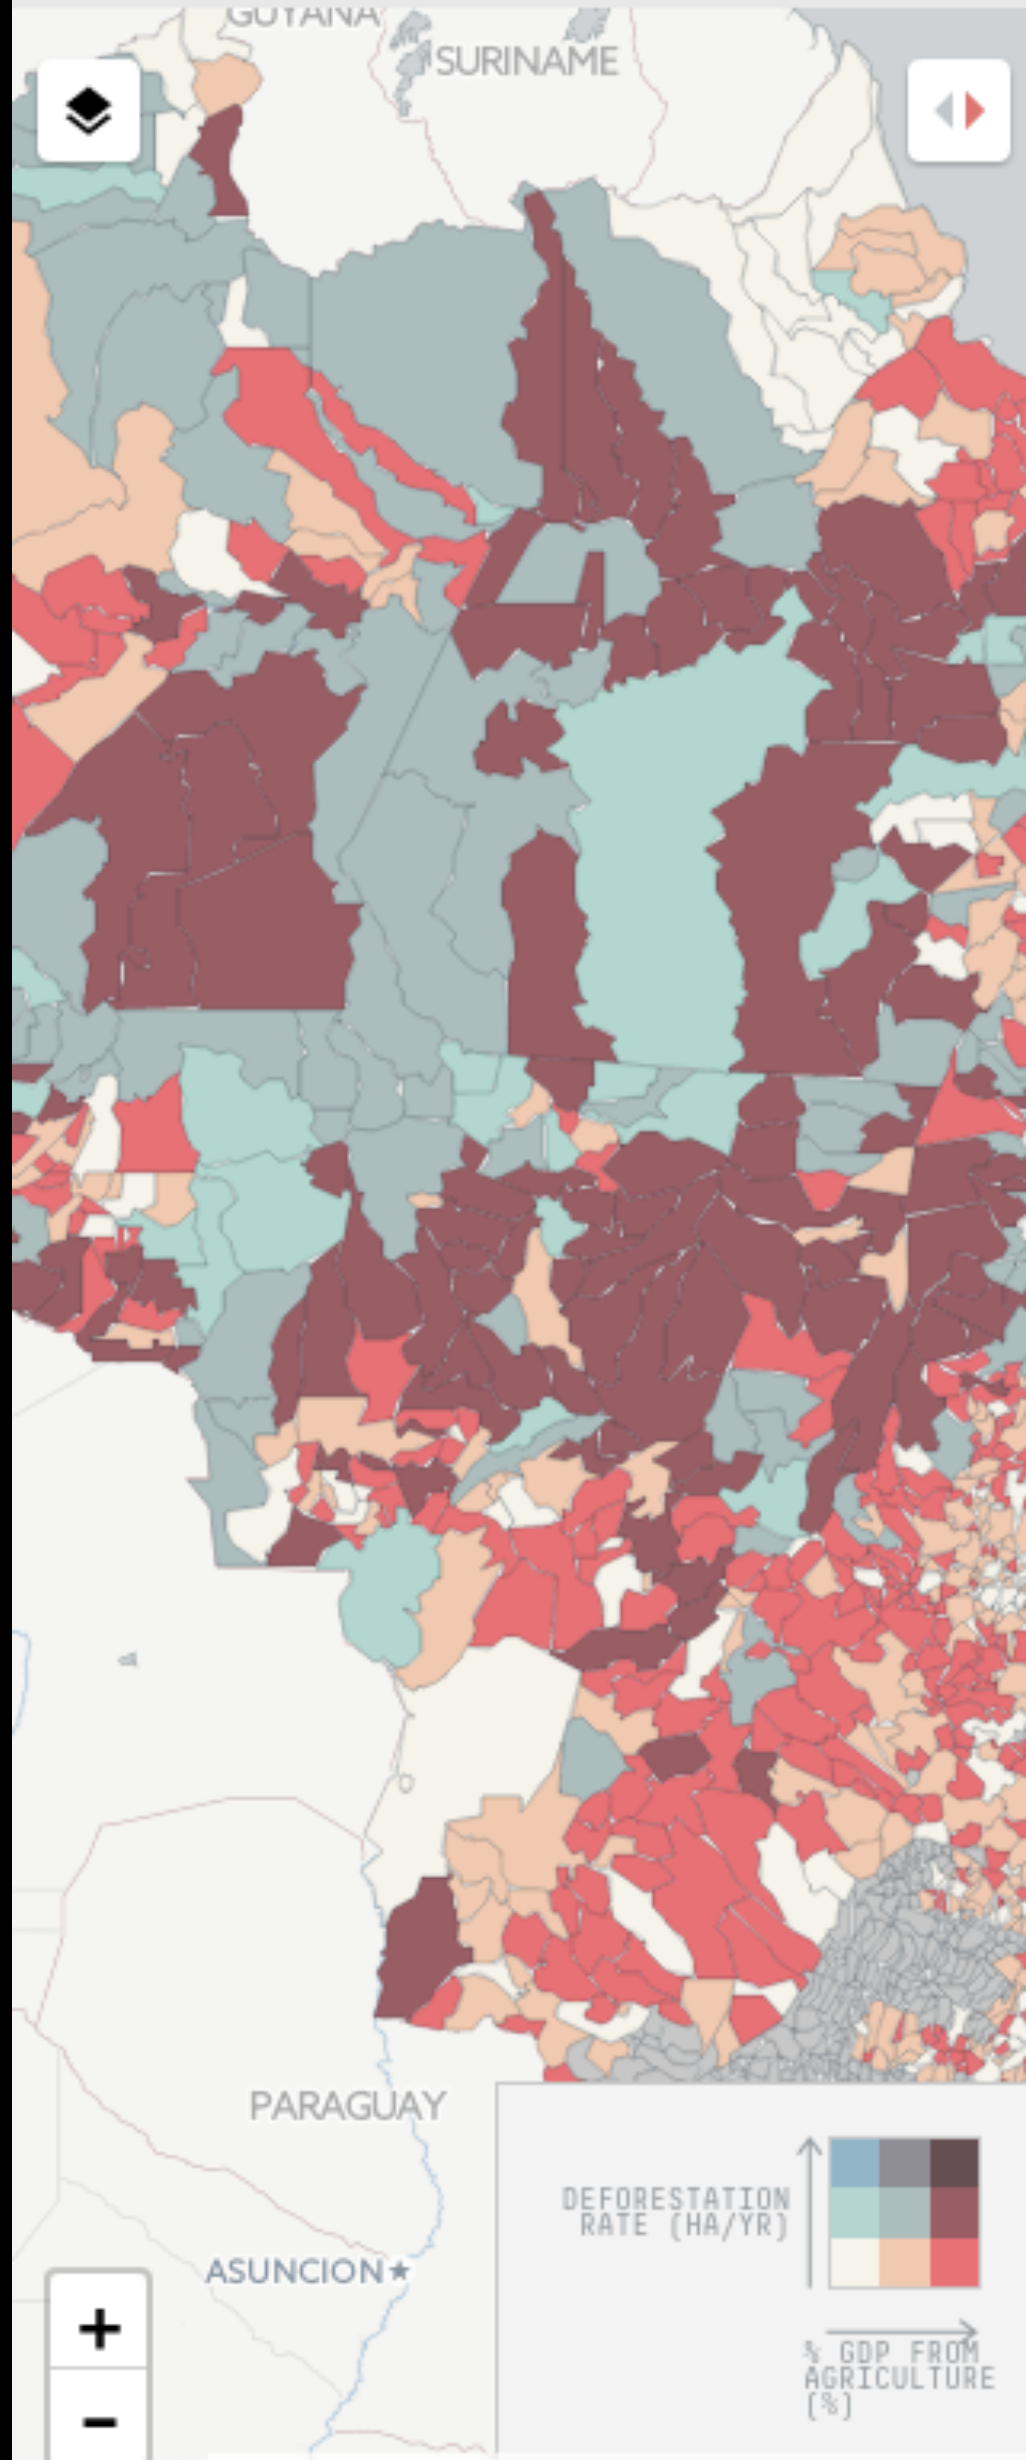 GUYANA
SURINAME
PARAGUAY
ASUNCION
DEFORESTATION
RATE (HA/YR)
% GDP FROM
AGRICULTURE
(%)
+
−